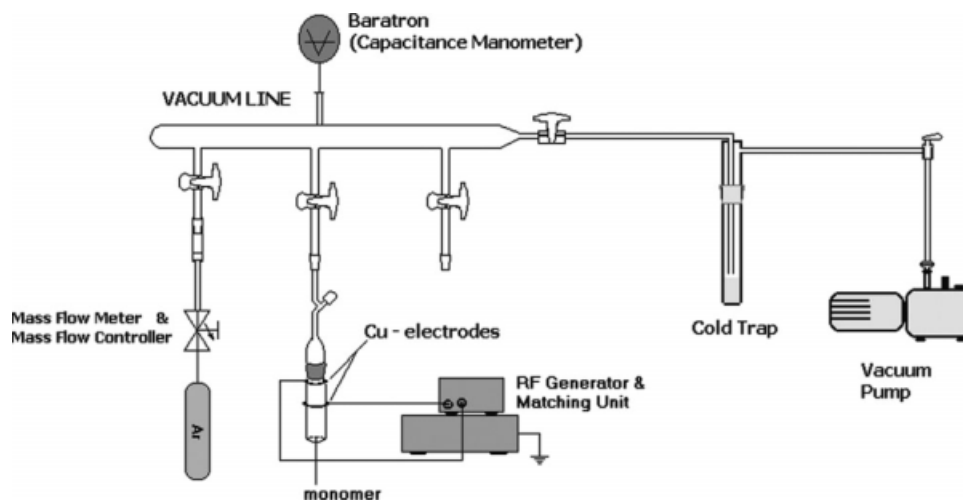 Baratron
(Capacitance Manometer)
VACUUM LINE
Mass Flow Meter &
Mass Flow Controller
Cu - electrodes
Cold Trap
RF Generator &
Matching Unit
Vacuum
Pump
Ar
monomer